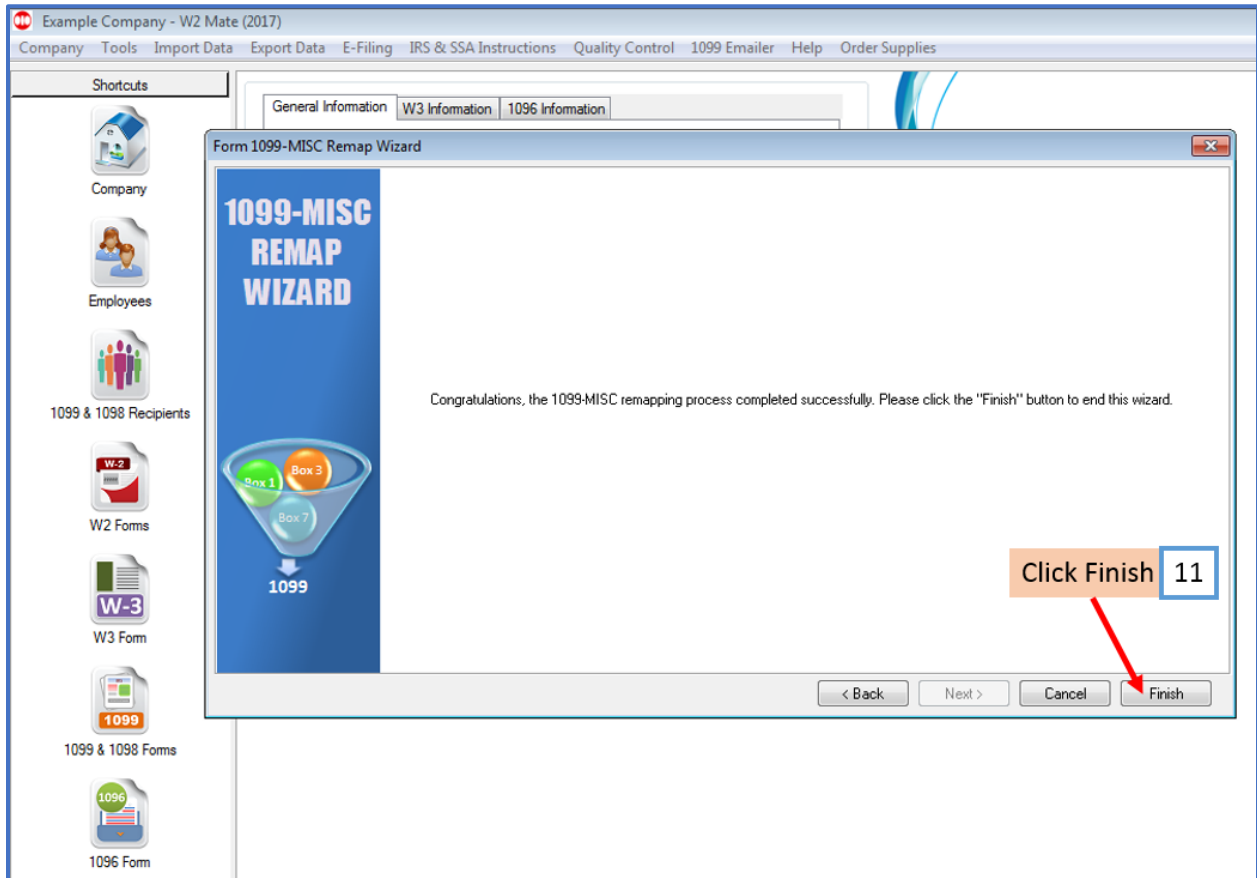 Example Company - W2 Mate (2017)
Company Tools Import Data Export Data E-Filing IRS & SSA Instructions Quality Control 1099 Emailer Help Order Supplies
Shortcuts
Company
Employees
1099 & 1098 Recipients
W-2
W2 Forms
W-3
W3 Form
1099
1099 & 1098 Forms
1096
1096 Form
General Information W3 Information 1096 Information
Form 1099-MISC Remap Wizard
1099-MISC
REMAP
WIZARD
Box 1 Box 3
Box 7
1099
Congratulations, the 1099-MISC remapping process completed successfully. Please click the "Finish" button to end this wizard.
Click Finish 11
< Back Next > Cancel Finish